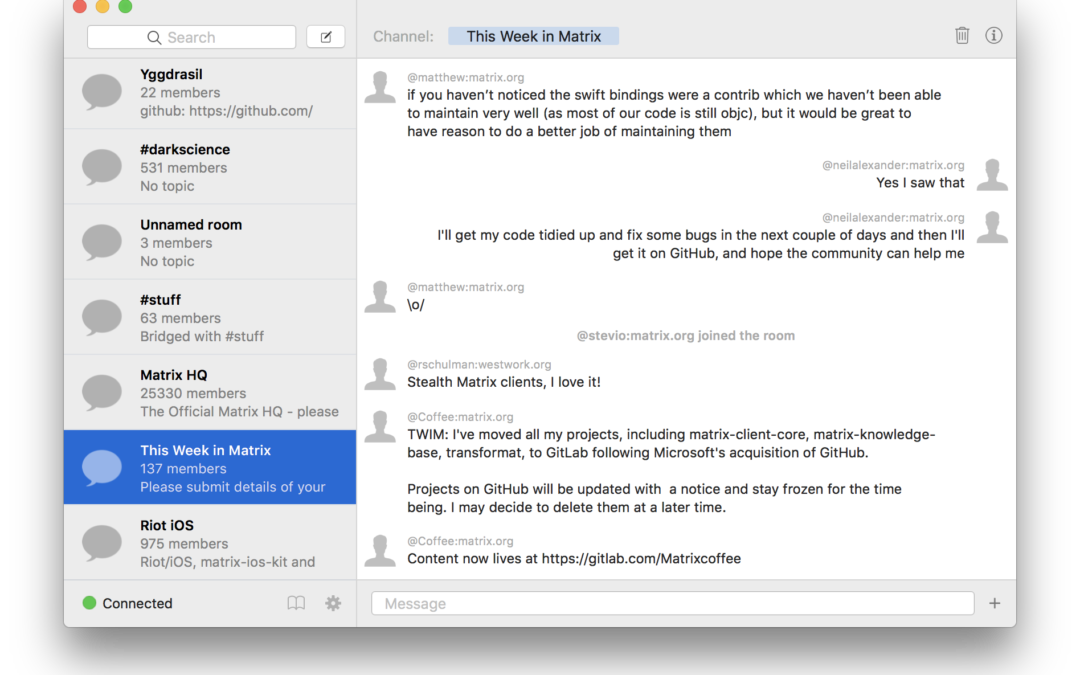 Search
Channel:
This Week in Matrix
Yggdrasil
22 members
github: https://github.com/
#darkscience
531 members
No topic
Unnamed room
3 members
No topic
#stuff
63 members
Bridged with #stuff
Matrix HQ
25330 members
The Official Matrix HQ - please
This Week in Matrix
137 members
Please submit details of your
Riot iOS
975 members
Riot/iOS, matrix-ios-kit and
Connected
@matthew:matrix.org
if you haven’t noticed the swift bindings were a contrib which we haven’t been able
to maintain very well (as most of our code is still objc), but it would be great to
have reason to do a better job of maintaining them
@neilalexander:matrix.org
Yes I saw that
@neilalexander:matrix.org
I'll get my code tidied up and fix some bugs in the next couple of days and then I'll
get it on GitHub, and hope the community can help me
@matthew:matrix.org
\o/
@stevio:matrix.org joined the room
@rschulman:westwork.org
Stealth Matrix clients, I love it!
@Coffee:matrix.org
TWIM: I've moved all my projects, including matrix-client-core, matrix-knowledge-
base, transformat, to GitLab following Microsoft's acquisition of GitHub.
Projects on GitHub will be updated with  a notice and stay frozen for the time
being. I may decide to delete them at a later time.
@Coffee:matrix.org
Content now lives at https://gitlab.com/Matrixcoffee
Message